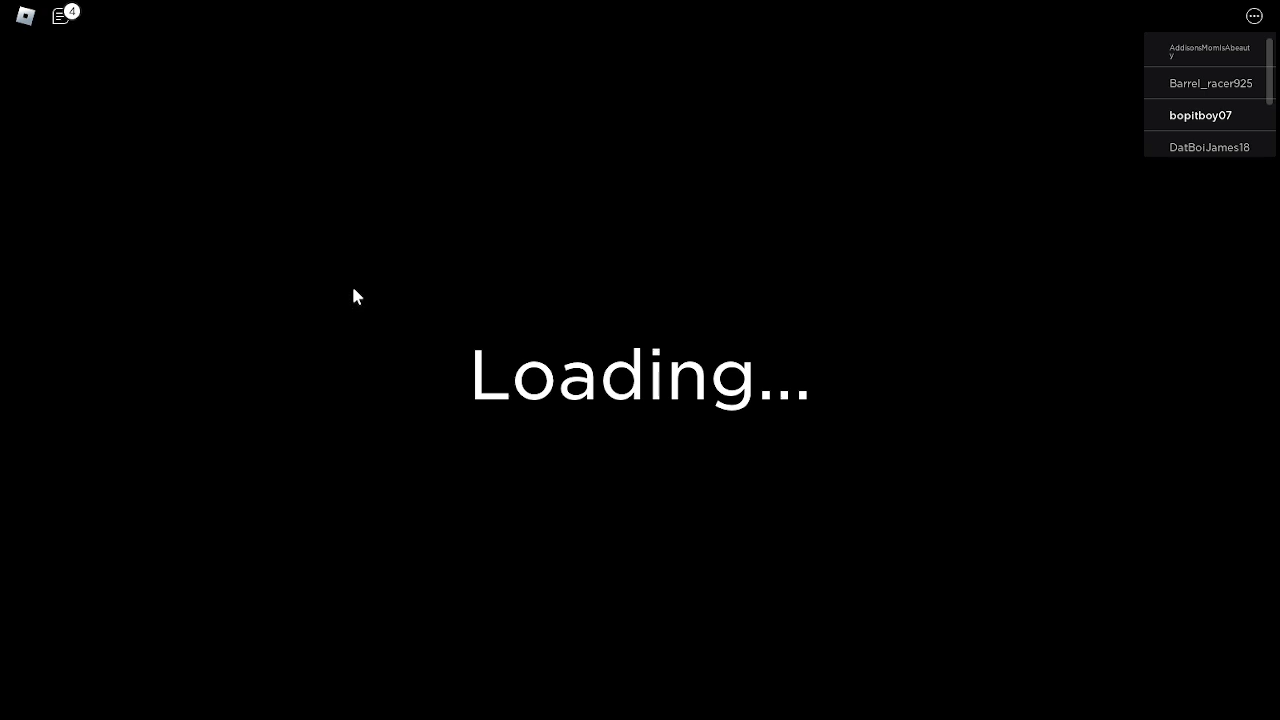 4
AddisonsMomIsAbeaut
y
Barrel_racer925
bopitboy07
DatBoiJames18
Loading...